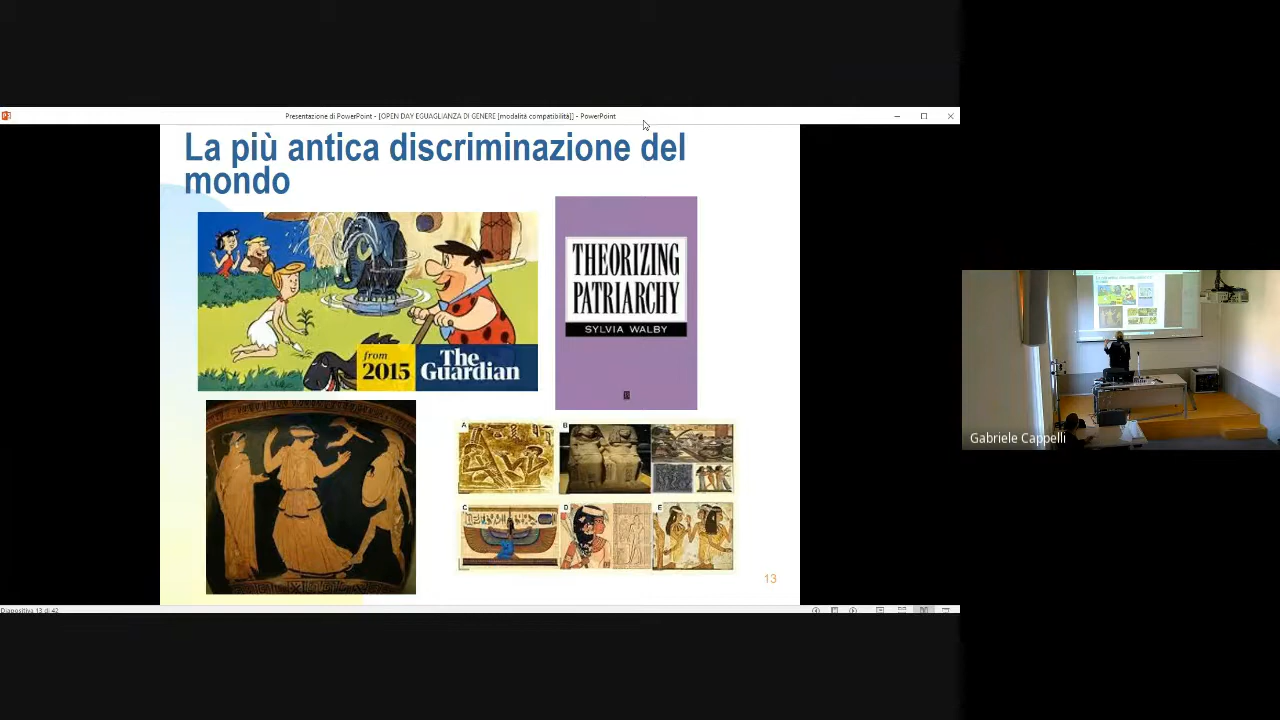 Presentazione di PowerPoint - [OPEN DAY EGUAGLIANZA DI GENERE [modalità compatibilità]] - PowerPoint
La più antica discriminazione del
mondo
from
2015
The
Guardian
THEORIZING
PATRIARCHY
SYLVIA WALBY
A
B
C
D
E
13
Diapositiva 13 di 42
Gabriele Cappelli